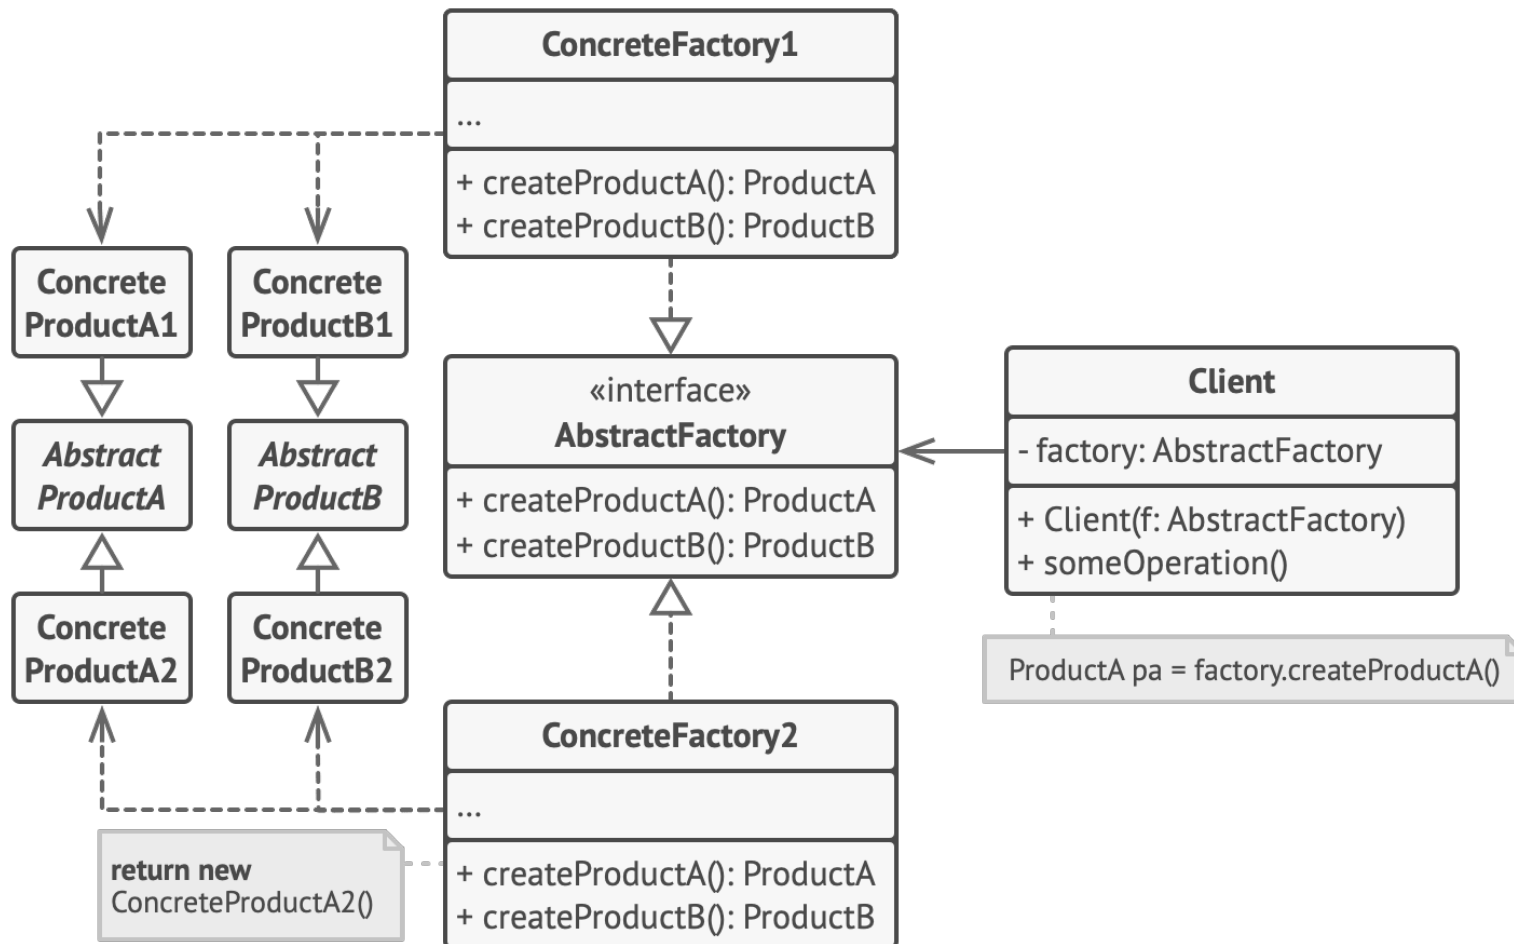 ConcreteFactory1
...
+ createProductA(): ProductA
+ createProductB(): ProductB
Concrete
ProductA1
Concrete
ProductB1
Abstract
ProductA
Abstract
ProductB
Concrete
ProductA2
Concrete
ProductB2
«interface»
AbstractFactory
+ createProductA(): ProductA
+ createProductB(): ProductB
Client
- factory: AbstractFactory
+ Client(f: AbstractFactory)
+ someOperation()
ProductA pa = factory.createProductA()
ConcreteFactory2
...
+ createProductA(): ProductA
+ createProductB(): ProductB
return new
ConcreteProductA2()